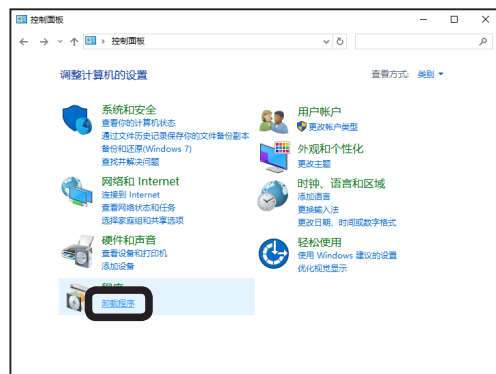 控制面板
控制面板
调整计算机的设置
查看方式: 类别
系统和安全
查看你的计算机状态
通过文件历史记录保存你的文件备份副本
备份和还原(Windows 7)
查找并解决问题
网络和 Internet
连接到 Internet
查看网络状态和任务
选择家庭组和共享选项
硬件和声音
查看设备和打印机
添加设备
程序
卸载程序
用户帐户
更改帐户类型
外观和个性化
更改主题
时钟、语言和区域
添加语言
更换输入法
更改日期、时间或数字格式
轻松使用
使用 Windows 建议的设置
优化视觉显示